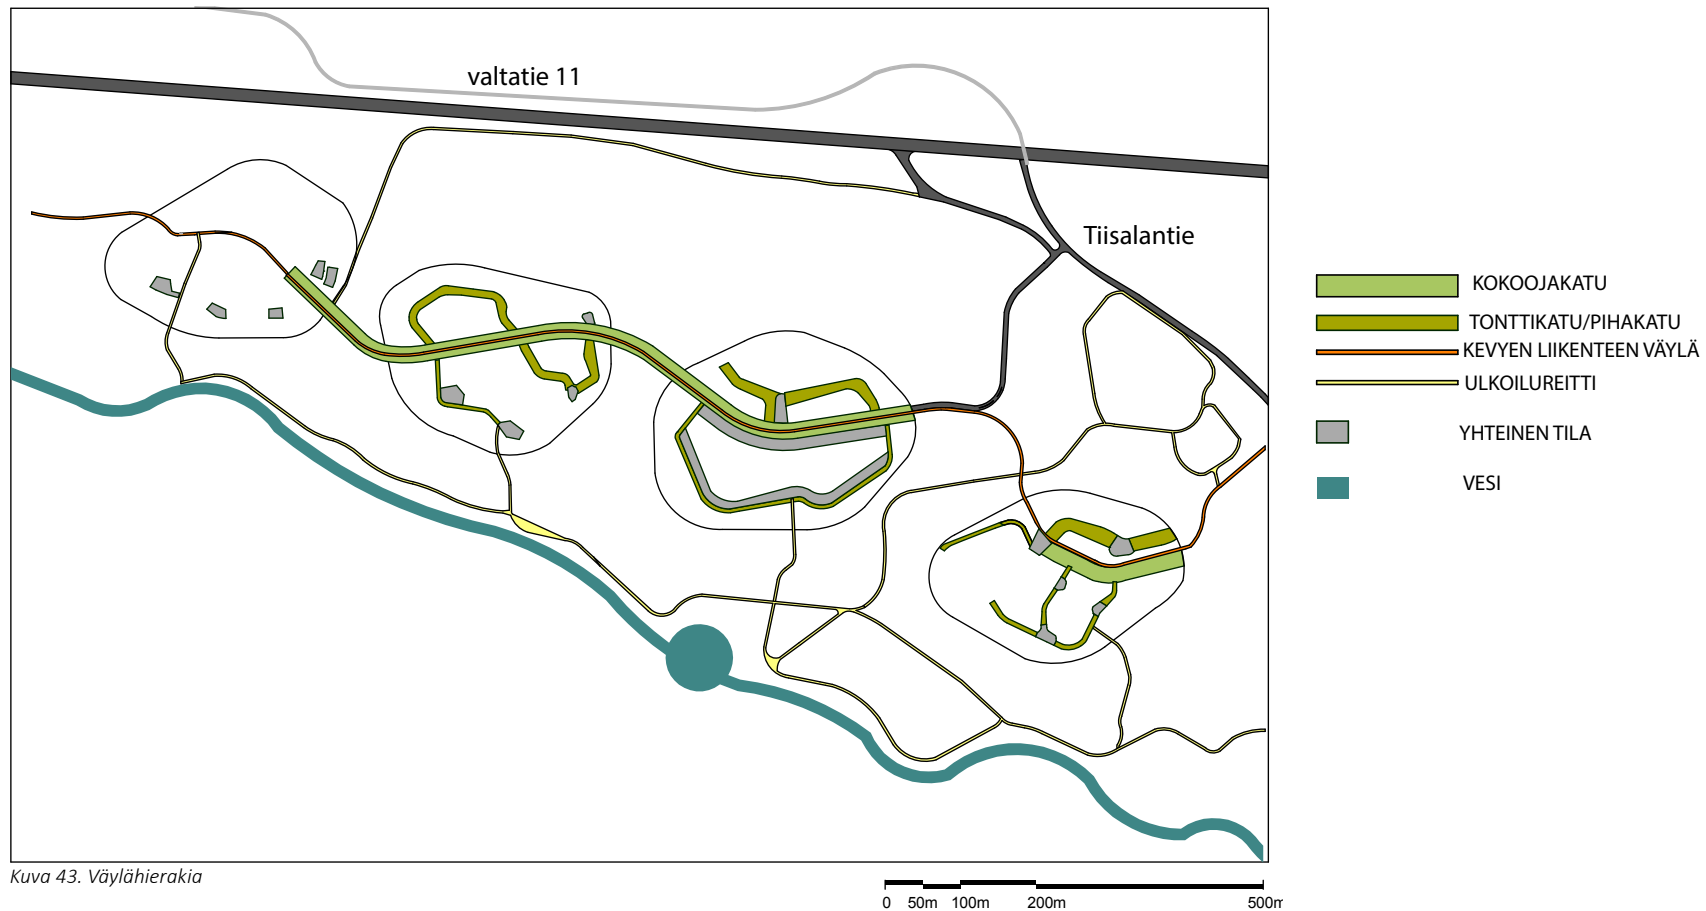 valtatie 11
Tiisalantie
KOKOOJAKATU
TONTTIKATU/PIHAKATU
KEVYEN LIIKENTEEN VÄYLÄ
ULKOILUREITTI
YHTEINEN TILA
VESI
Kuva 43. Väylähierakia
0 50m 100m 200m 500m